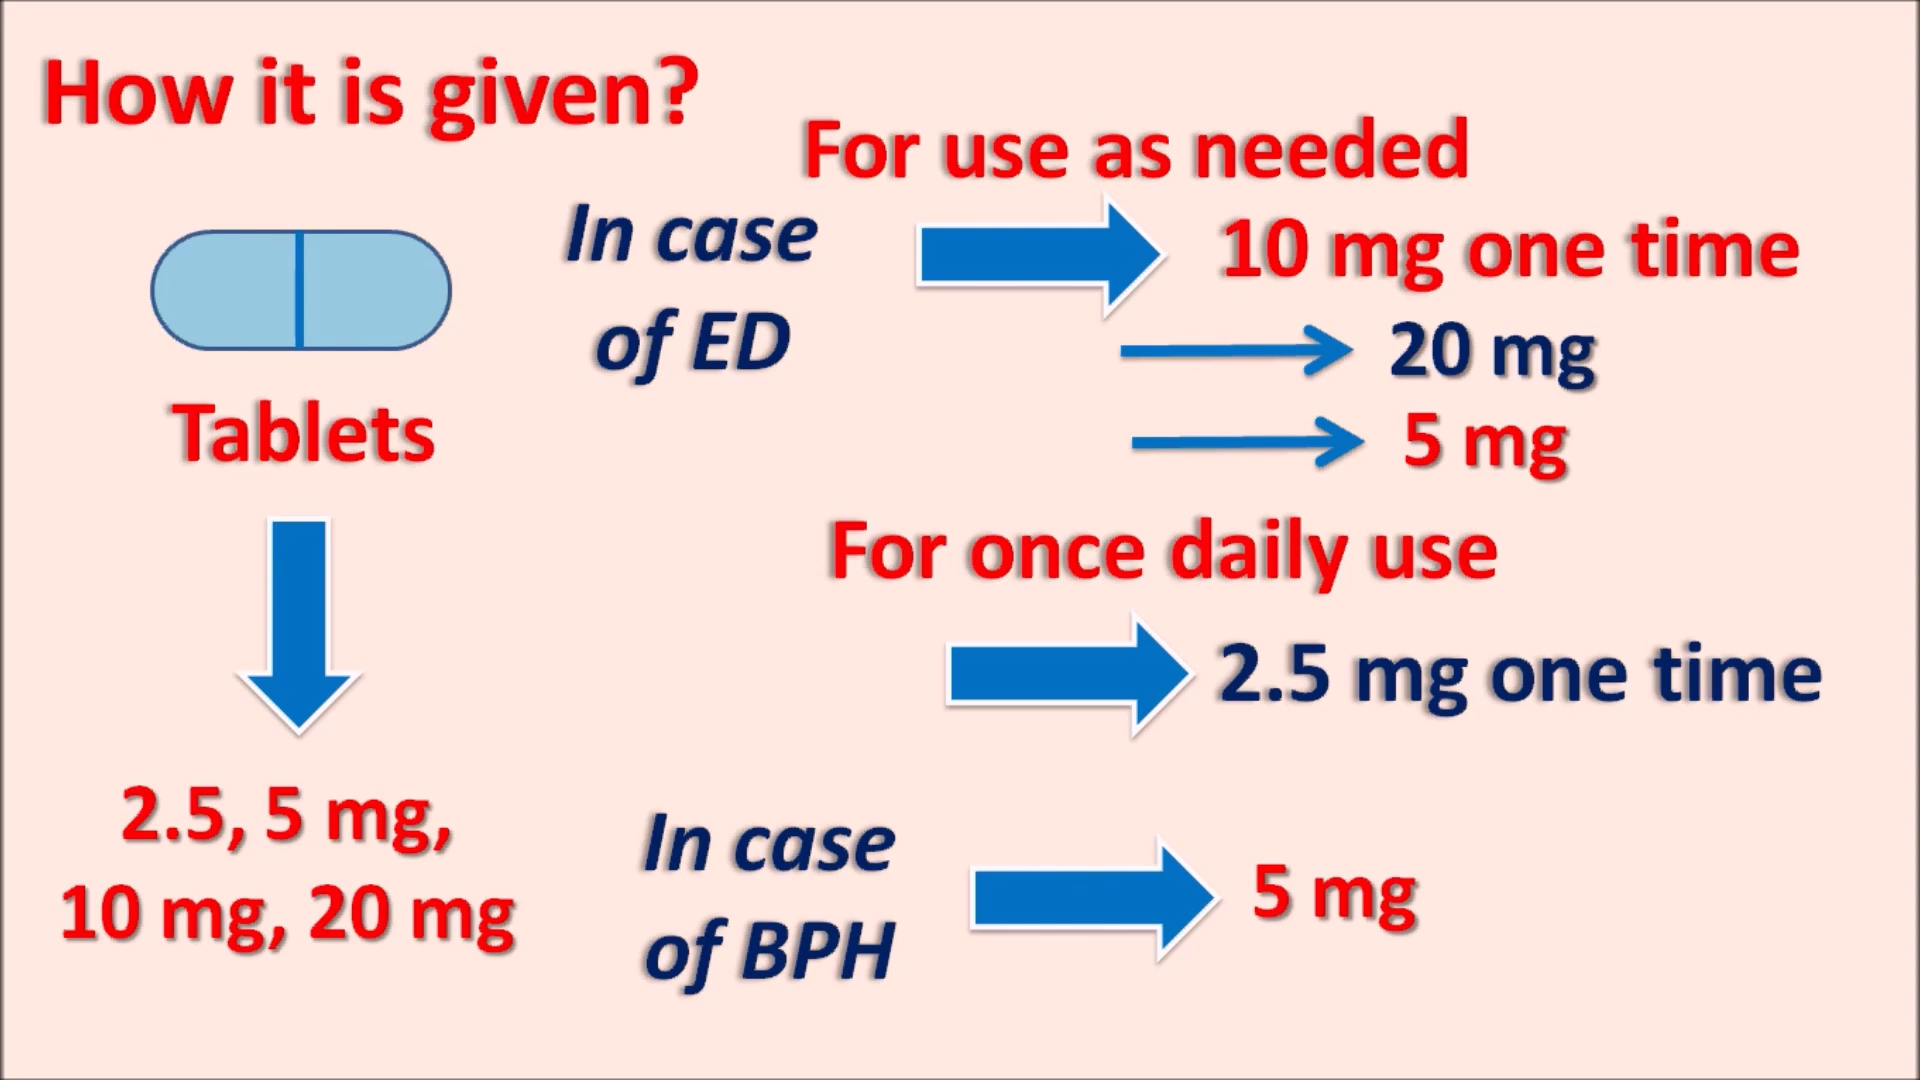 How it is given?
Tablets
2.5, 5 mg,
10 mg, 20 mg
For use as needed
In case
of ED
10 mg one time
20 mg
5 mg
For once daily use
2.5 mg one time
In case
of BPH
5 mg